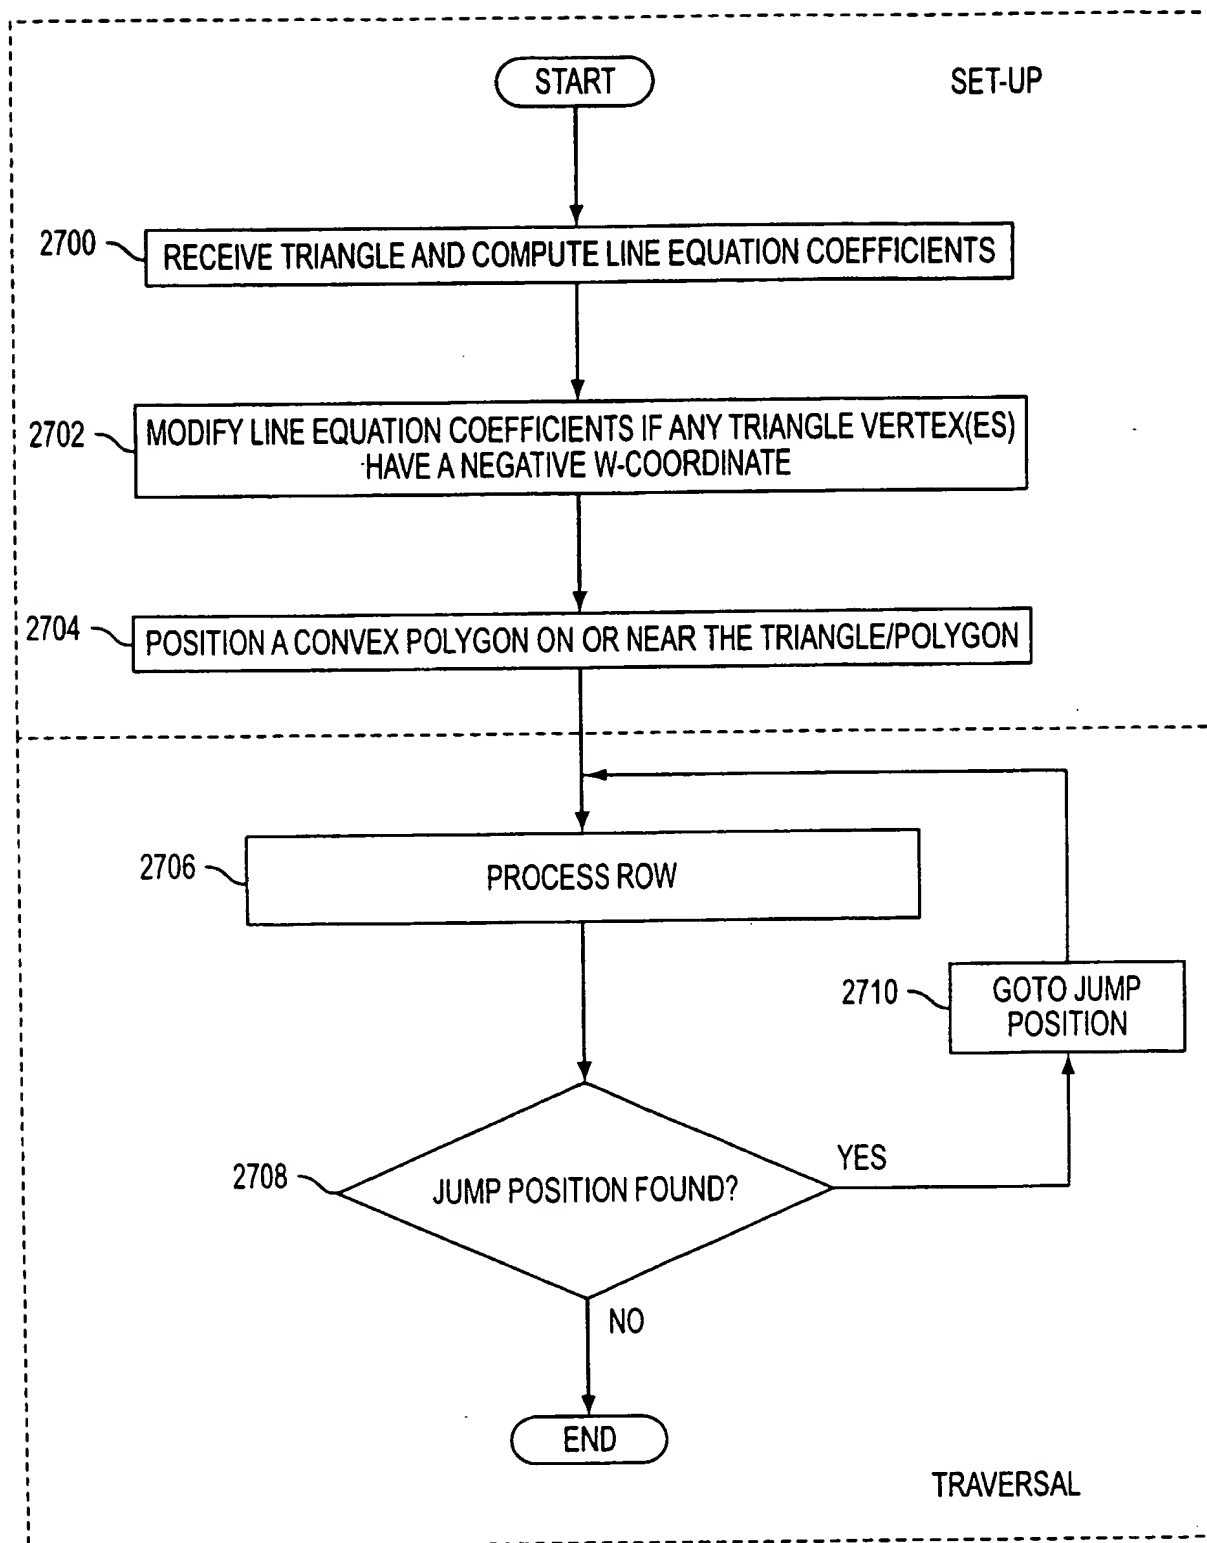 START
SET-UP
2700
RECEIVE TRIANGLE AND COMPUTE LINE EQUATION COEFFICIENTS
2702
MODIFY LINE EQUATION COEFFICIENTS IF ANY TRIANGLE VERTEX(ES)
HAVE A NEGATIVE W-COORDINATE
2704
POSITION A CONVEX POLYGON ON OR NEAR THE TRIANGLE/POLYGON
2706
PROCESS ROW
2710
GOTO JUMP
POSITION
2708
JUMP POSITION FOUND?
YES
NO
END
TRAVERSAL